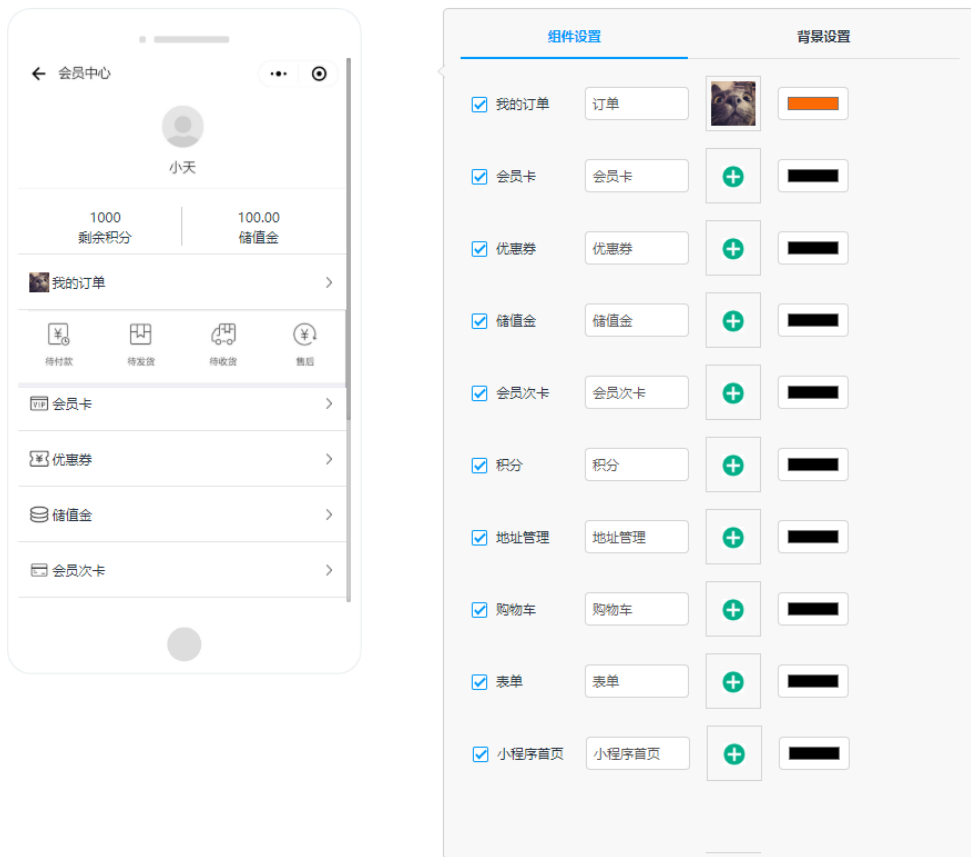 会员中心
小天
1000 100.00
剩余积分 储值金
我的订单
待付款 待发货 待收货 售后
VIP 会员卡
优惠券
储值金
会员次卡
组件设置 背景设置
我的订单 订单
会员卡 会员卡
优惠券 优惠券
储值金 储值金
会员次卡 会员次卡
积分 积分
地址管理 地址管理
购物车 购物车
表单 表单
小程序首页 小程序首页